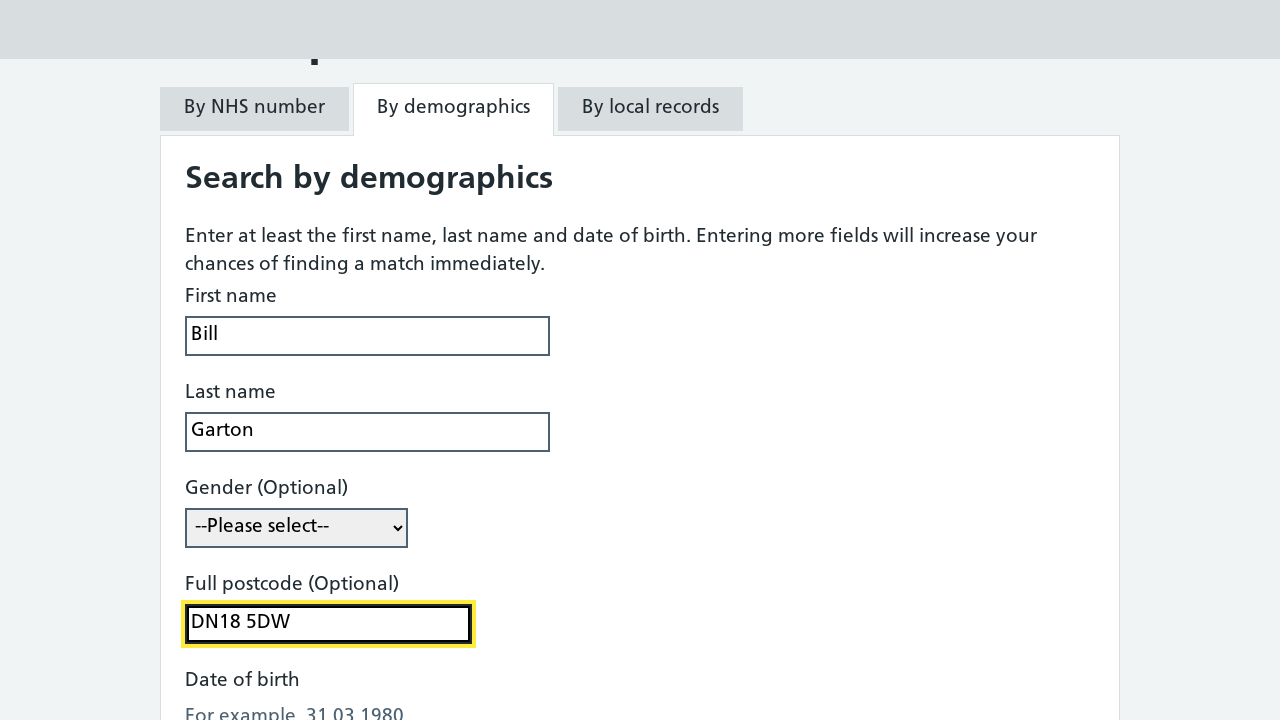 By NHS number
By demographics
By local records
Search by demographics
Enter at least the first name, last name and date of birth. Entering more fields will increase your
chances of finding a match immediately.
First name
Bill
Last name
Garton
Gender (Optional)
--Please select--
Full postcode (Optional)
DN18 5DW
Date of birth
For example, 31 03 1980